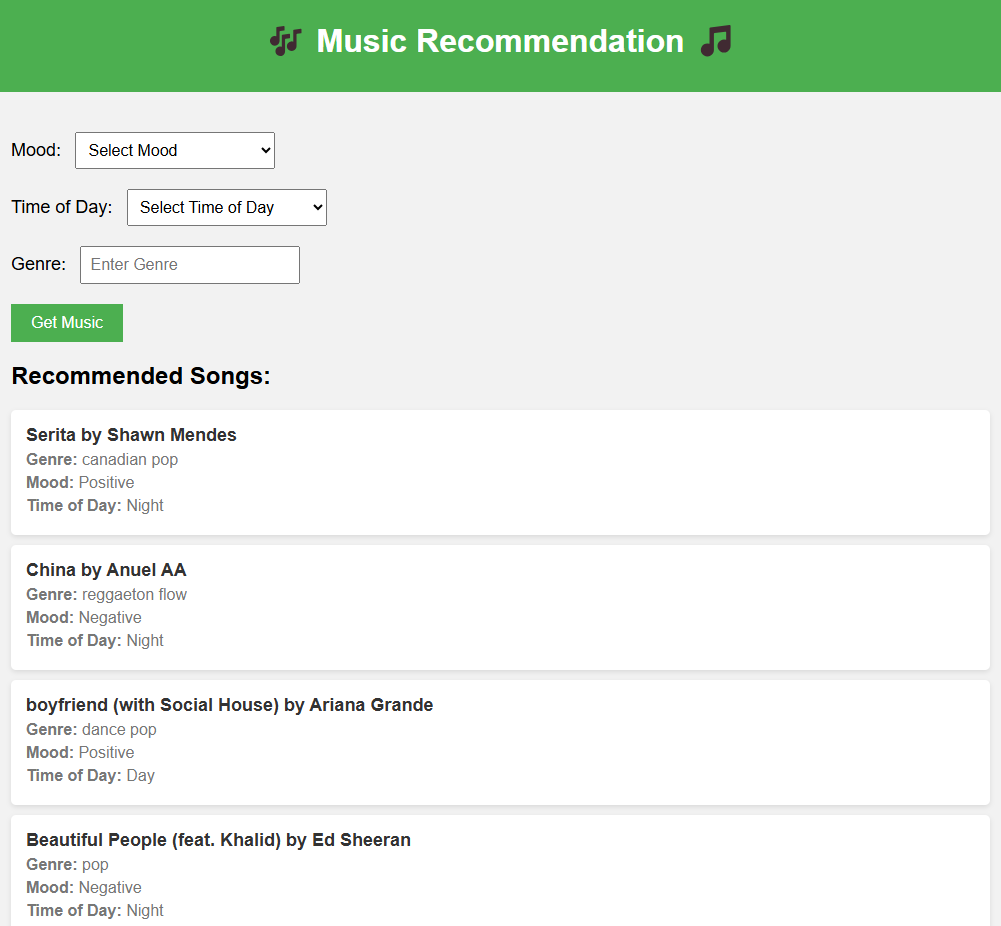 🎶 Music Recommendation 🎵
Mood: Select Mood
Time of Day: Select Time of Day
Genre: Enter Genre
Get Music
Recommended Songs:
Serita by Shawn Mendes
Genre: canadian pop
Mood: Positive
Time of Day: Night
China by Anuel AA
Genre: reggaeton flow
Mood: Negative
Time of Day: Night
boyfriend (with Social House) by Ariana Grande
Genre: dance pop
Mood: Positive
Time of Day: Day
Beautiful People (feat. Khalid) by Ed Sheeran
Genre: pop
Mood: Negative
Time of Day: Night